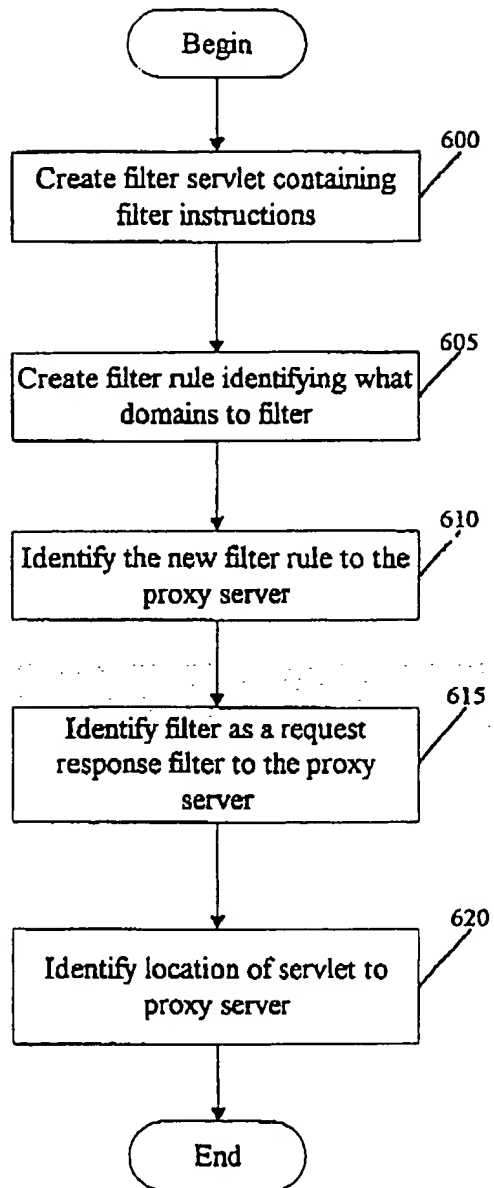 Begin
600
Create filter servlet containing
filter instructions
605
Create filter rule identifying what
domains to filter
610
Identify the new filter rule to the
proxy server
615
Identify filter as a request
response filter to the proxy
server
620
Identify location of servlet to
proxy server
End